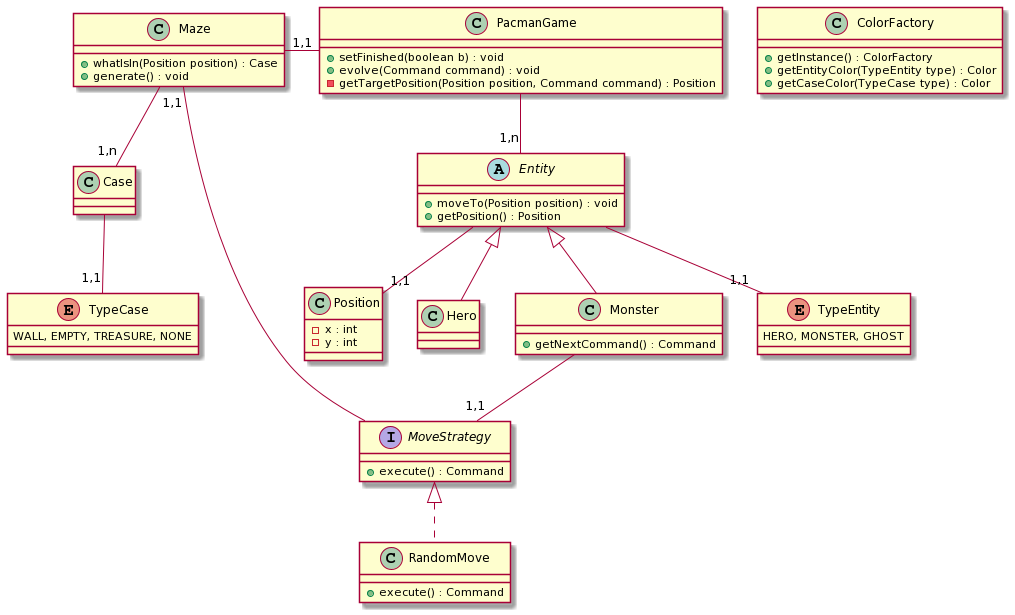 C Maze
whatIsIn(Position position) : Case
generate() : void
1,1
C PacmanGame
setFinished(boolean b) : void
evolve(Command command) : void
getTargetPosition(Position position, Command command) : Position
C ColorFactory
getInstance() : ColorFactory
getEntityColor(TypeEntity type) : Color
getCaseColor(TypeCase type) : Color
1,1
1,n
1,n
C Case
A Entity
moveTo(Position position) : void
getPosition() : Position
1,1
1,1
1,1
E TypeCase
WALL, EMPTY, TREASURE, NONE
C Position
x : int
y : int
C Hero
C Monster
getNextCommand() : Command
E TypeEntity
HERO, MONSTER, GHOST
1,1
I MoveStrategy
execute() : Command
C RandomMove
execute() : Command